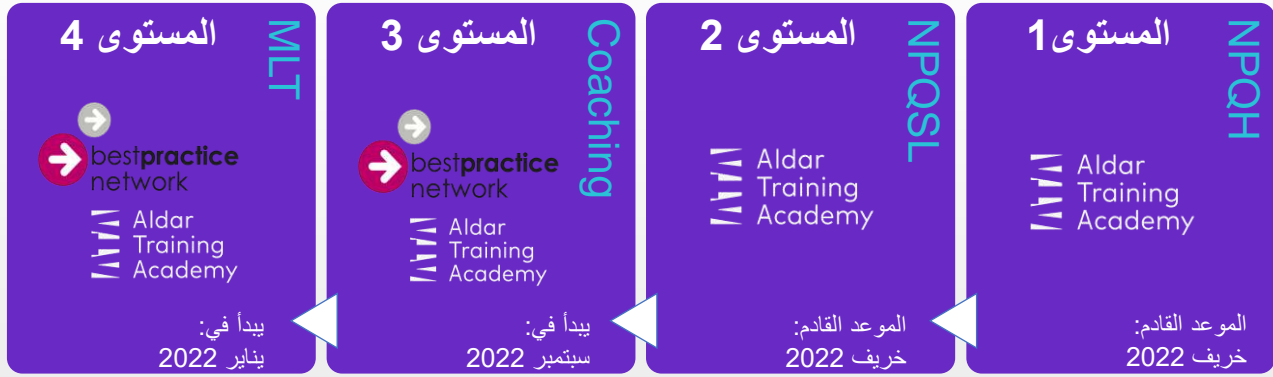 المستوى1
NPQH
Aldar
Training
Academy
الموعد القادم:
خريف 2022
المستوى 2
NPQSL
Aldar
Training
Academy
الموعد القادم:
خريف 2022
المستوى 3
Coaching
bestpractice
network
Aldar
Training
Academy
يبدأ في:
سبتمبر 2022
المستوى 4
MLT
bestpractice
network
Aldar
Training
Academy
يبدأ في:
يناير 2022